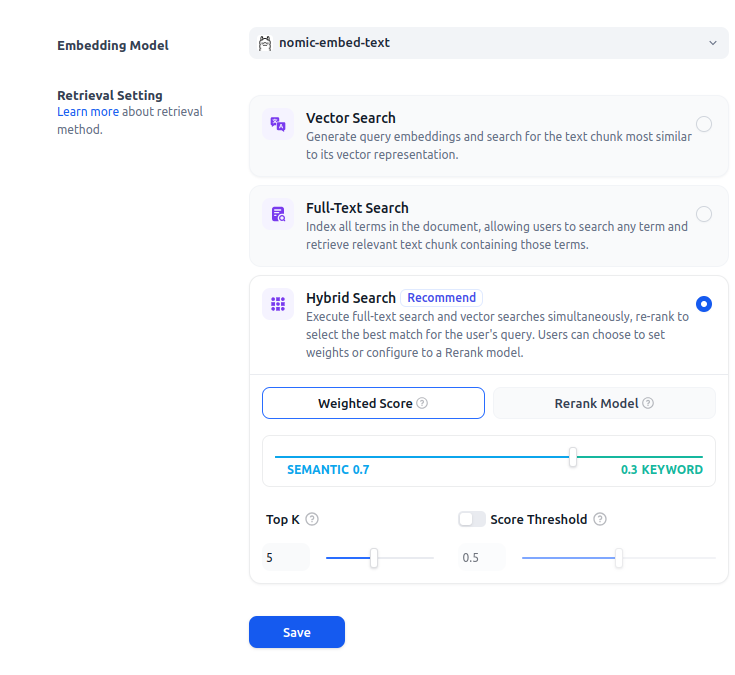 Embedding Model
nomic-embed-text
Retrieval Setting
Learn more about retrieval
method.
Vector Search
Generate query embeddings and search for the text chunk most similar
to its vector representation.
Full-Text Search
Index all terms in the document, allowing users to search any term and
retrieve relevant text chunk containing those terms.
Hybrid Search Recommend
Execute full-text search and vector searches simultaneously, re-rank to
select the best match for the user's query. Users can choose to set
weights or configure to a Rerank model.
Weighted Score ?
Rerank Model ?
SEMANTIC 0.7
0.3 KEYWORD
Top K ?
Score Threshold ?
5
0.5
Save